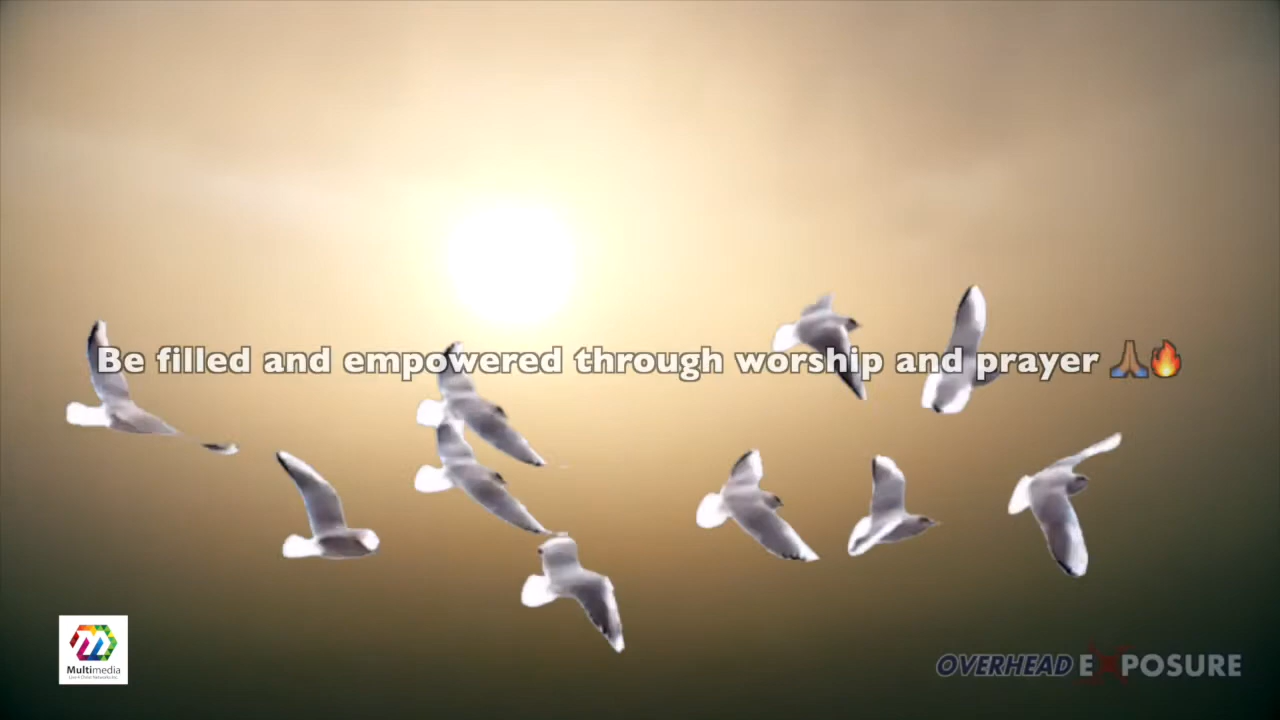 Be filled and empowered through worship and prayer 🙏🏽🔥
Multimedia
OVERHEAD EXPOSURE